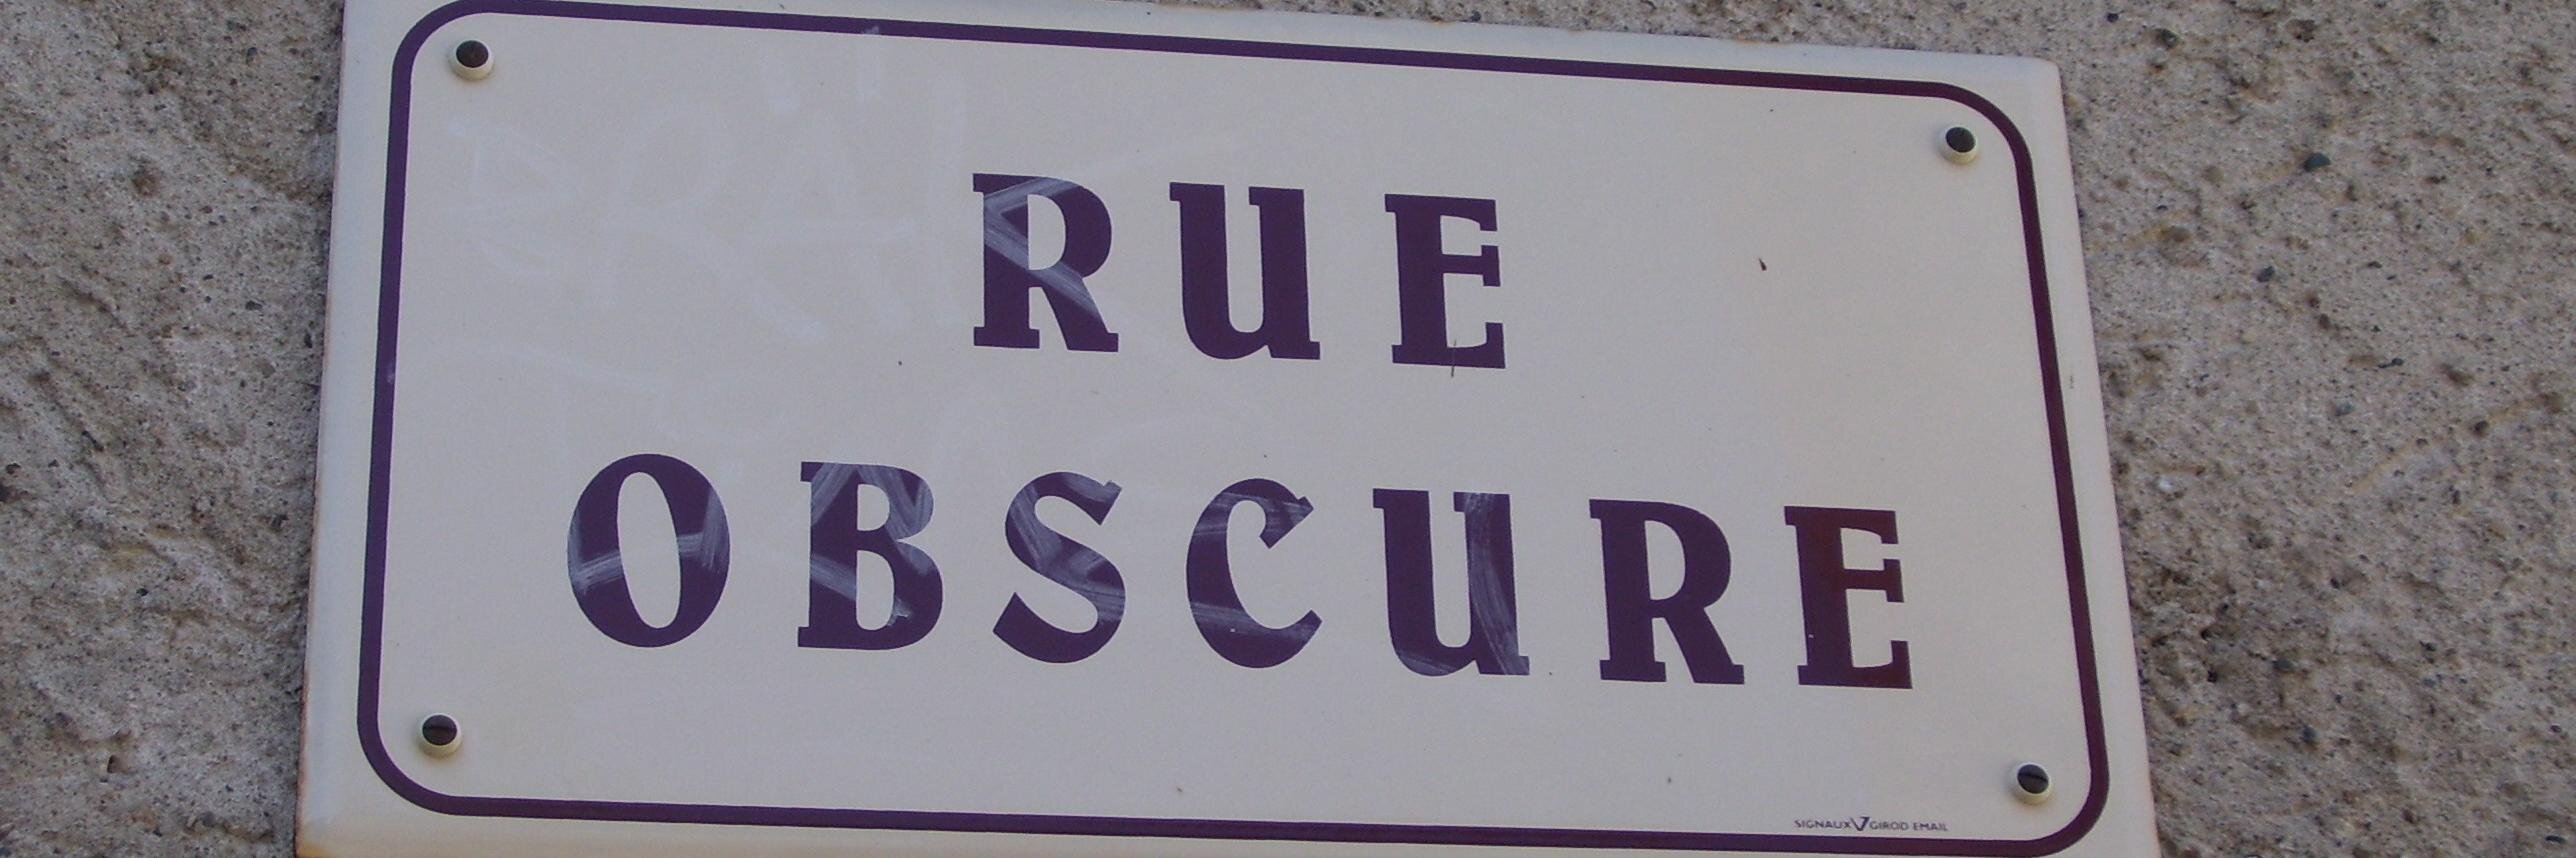 RUE
OBSCURE
SIGNAUX GIROD EMAIL